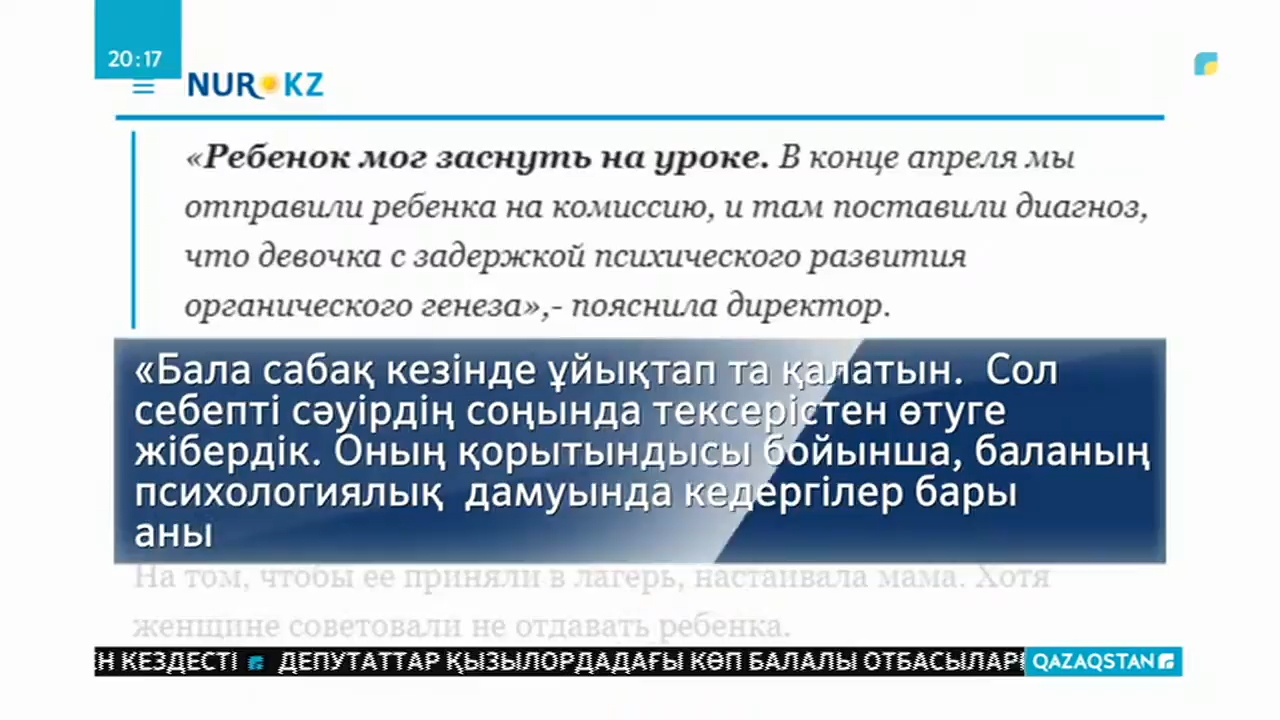 20:17
NUR KZ
«Ребенок мог заснуть на уроке. В конце апреля мы
отправили ребенка на комиссию, и там поставили диагноз,
что девочка с задержкой психического развития
органического генеза»,- пояснила директор.
«Бала сабақ кезінде ұйықтап та қалатын. Сол
себепті сәуірдің соңында тексерістен өтуге
жібердік. Оның қорытындысы бойынша, баланың
психологиялық дамуында кедергілер бары
аны
На том, чтобы ее приняли в лагерь, настаивала мама. Хотя
женщине советовали не отдавать ребенка.
ЕН КЕЗДЕСТІ ДЕПУТАТТАР ҚЫЗЫЛОРДАДАҒЫ КӨП БАЛАЛЫ ОТБАСЫЛАРЫ
QAZAQSTAN